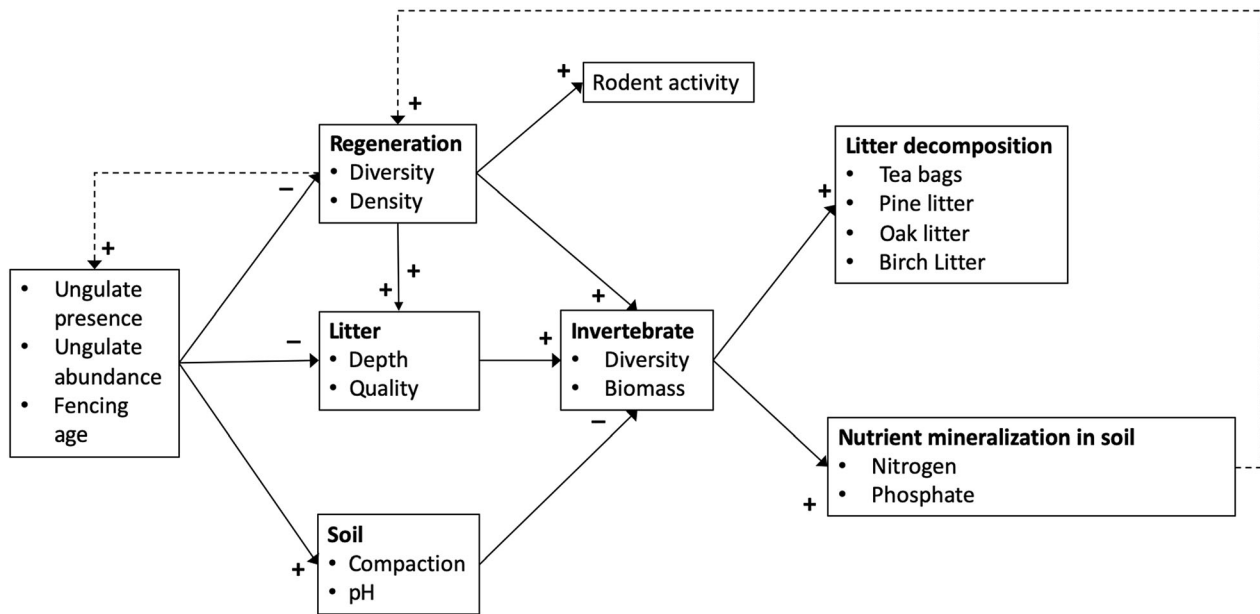 +
Rodent activity
+
Regeneration
• Diversity
• Density
−
+
Litter decomposition
• Tea bags
• Pine litter
• Oak litter
• Birch Litter
+
• Ungulate
presence
• Ungulate
abundance
• Fencing
age
+
+
−
Litter
• Depth
• Quality
+
+
Invertebrate
• Diversity
• Biomass
−
Nutrient mineralization in soil
• Nitrogen
• Phosphate
+
Soil
• Compaction
• pH
+